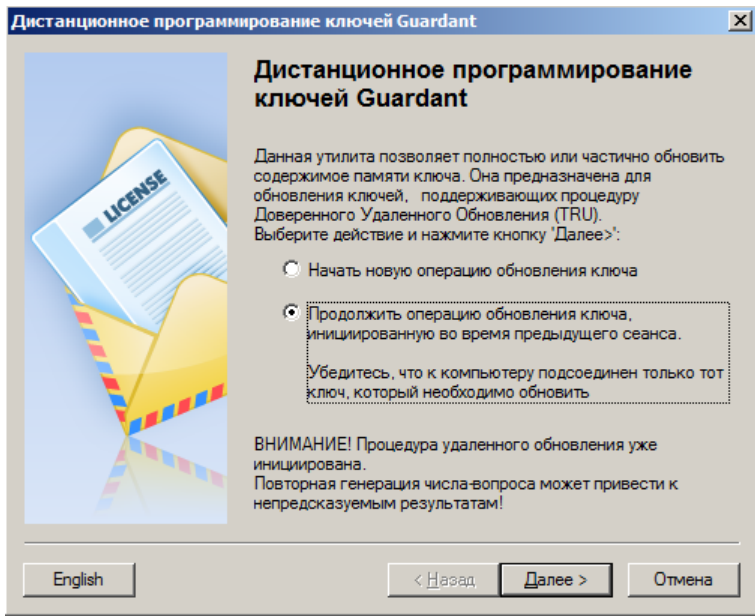 Дистанционное программирование ключей Guardant
Дистанционное программирование
ключей Guardant
LICENSE
Данная утилита позволяет полностью или частично обновить
содержимое памяти ключа. Она предназначена для
обновления ключей, поддерживающих процедуру
Доверенного Удаленного Обновления (TRU).
Выберите действие и нажмите кнопку 'Далее>':
Начать новую операцию обновления ключа
Продолжить операцию обновления ключа,
инициированную во время предыдущего сеанса.
Убедитесь, что к компьютеру подсоединен только тот
ключ, который необходимо обновить
ВНИМАНИЕ! Процедура удаленного обновления уже
инициирована.
Повторная генерация числа-вопроса может привести к
непредсказуемым результатам!
English
< Назад
Далее >
Отмена